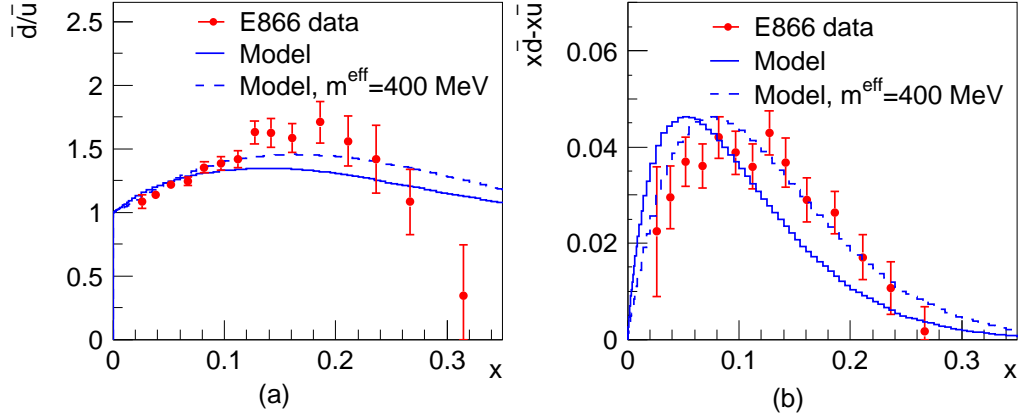 d̄/ū
2.5
2
1.5
1
0.5
0
0 0.1 0.2 0.3 x
E866 data
Model
Model, m^eff=400 MeV
(a)
xd̄-xū
0.06
0.04
0.02
0
0 0.1 0.2 0.3 x
E866 data
Model
Model, m^eff=400 MeV
(b)